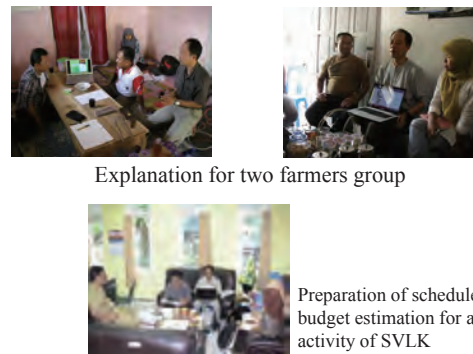 Explanation for two farmers group
Preparation of schedule
budget estimation for a
activity of SVLK